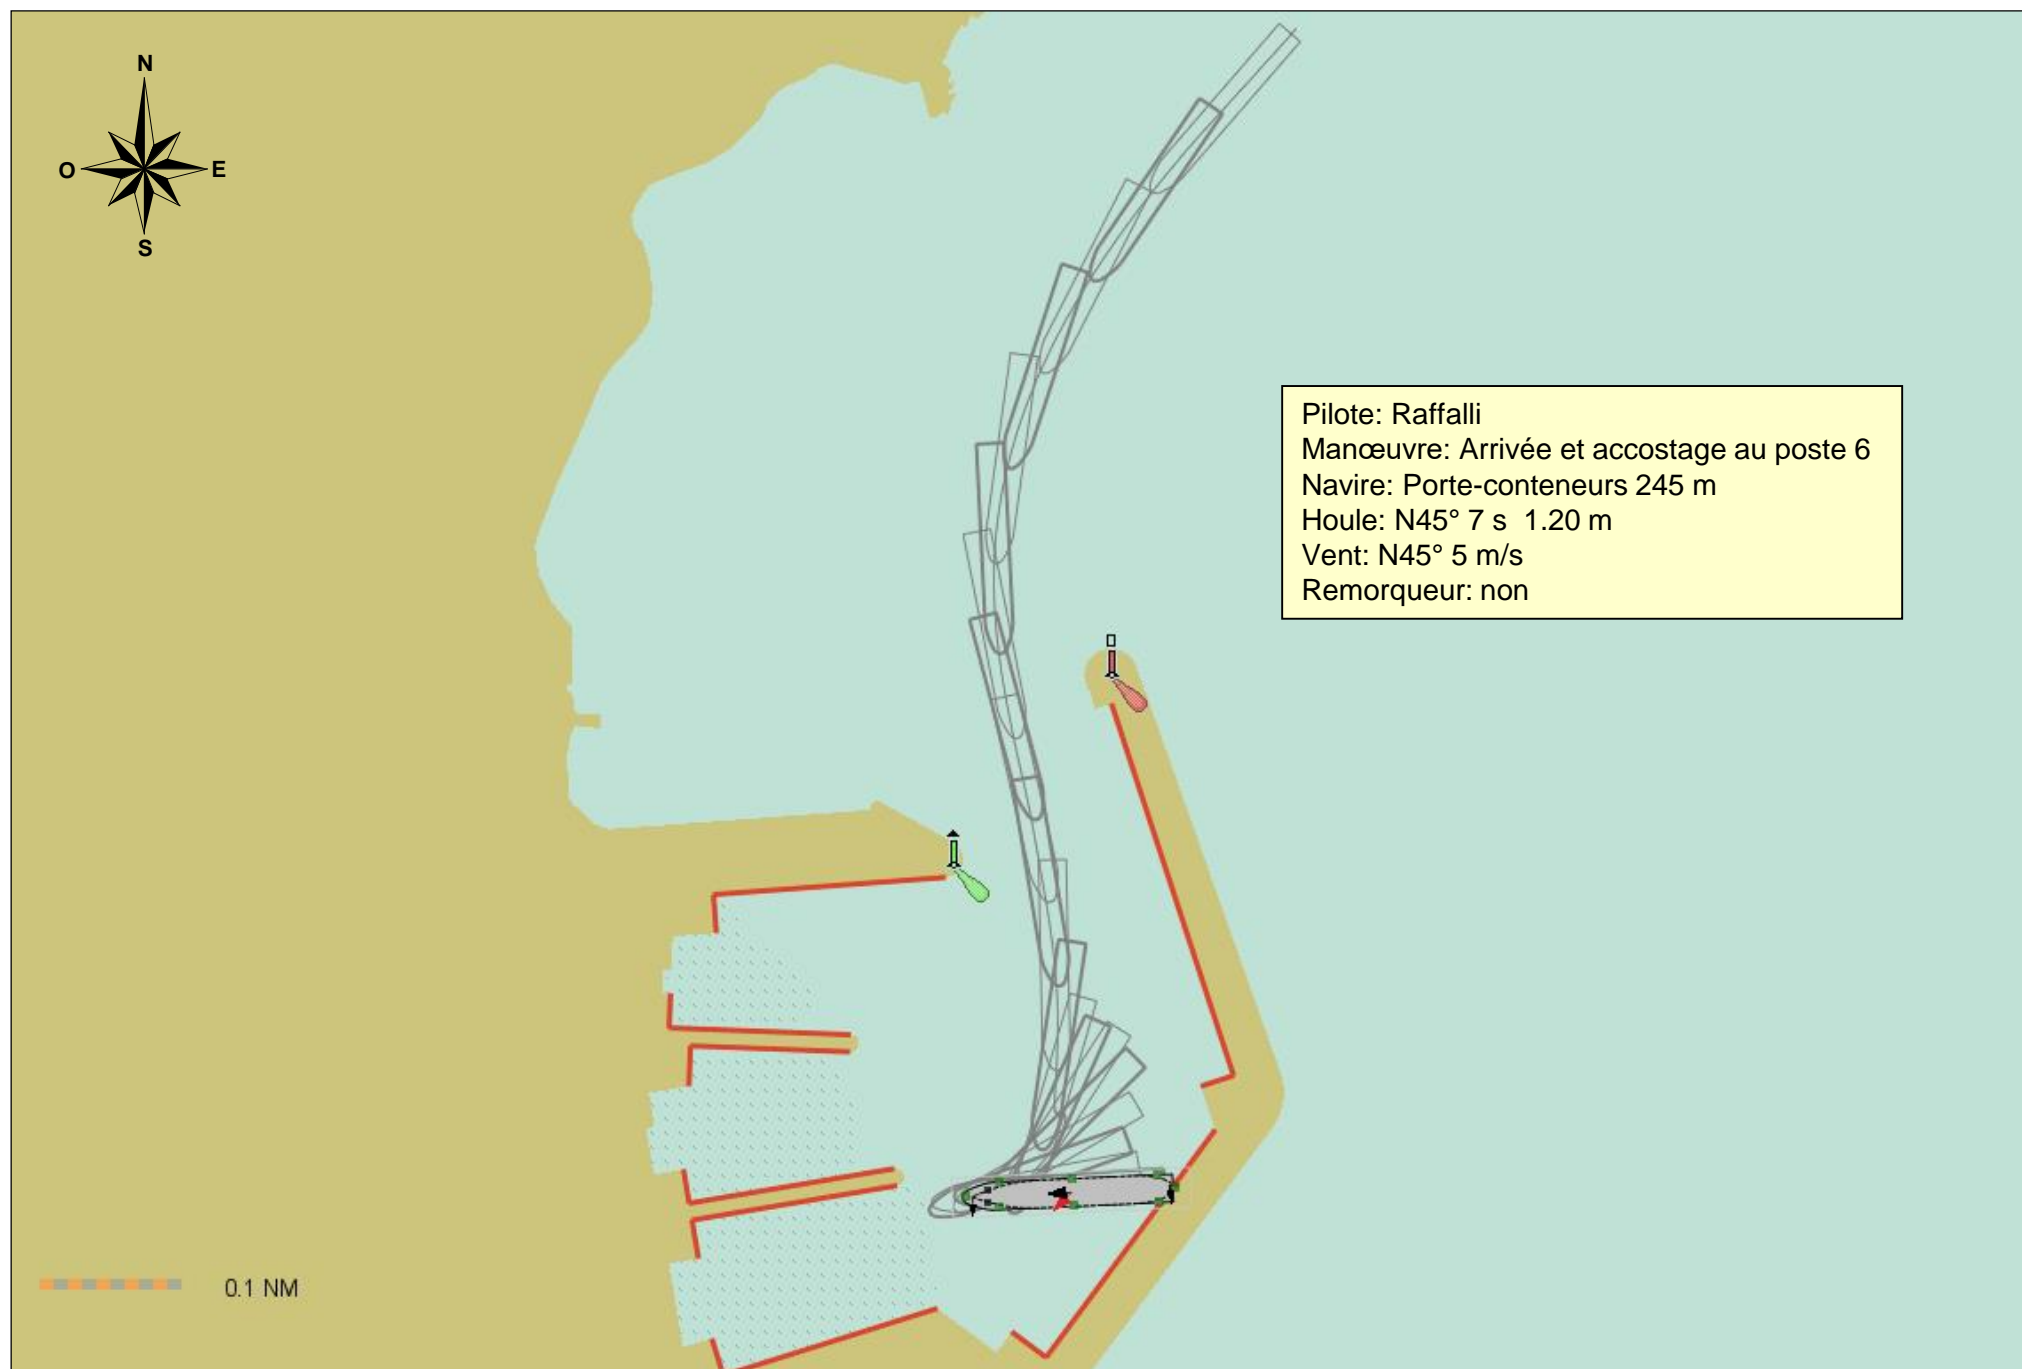 N
O
E
S
Pilote: Raffalli
Manœuvre: Arrivée et accostage au poste 6
Navire: Porte-conteneurs 245 m
Houle: N45° 7 s  1.20 m
Vent: N45° 5 m/s
Remorqueur: non
0.1 NM